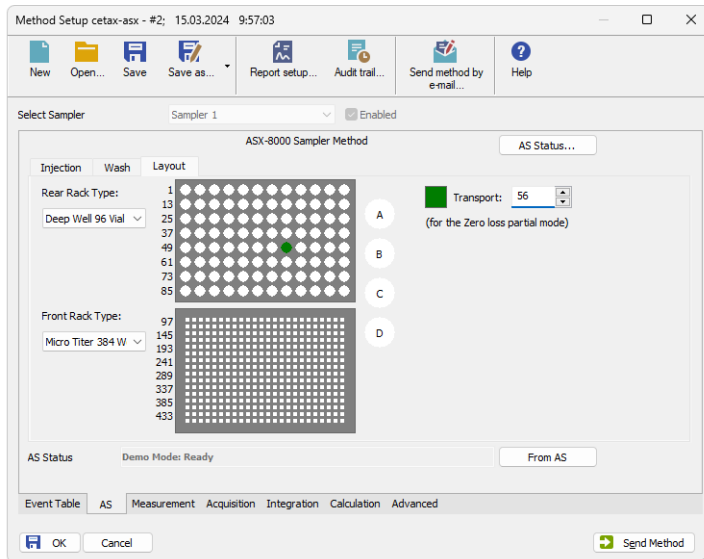 Method Setup cetax-asx - #2;   15.03.2024   9:57:03
New Open... Save Save as... Report setup... Audit trail... Send method by e-mail... Help
Select Sampler Sampler 1 Enabled
ASX-8000 Sampler Method AS Status...
Injection Wash Layout
Rear Rack Type:
Deep Well 96 Vial
1
13
25
37
49
61
73
85
A
B
C
D
Transport: 56
(for the Zero loss partial mode)
Front Rack Type:
Micro Titer 384 W
97
145
193
241
289
337
385
433
AS Status Demo Mode: Ready From AS
Event Table AS Measurement Acquisition Integration Calculation Advanced
OK Cancel Send Method